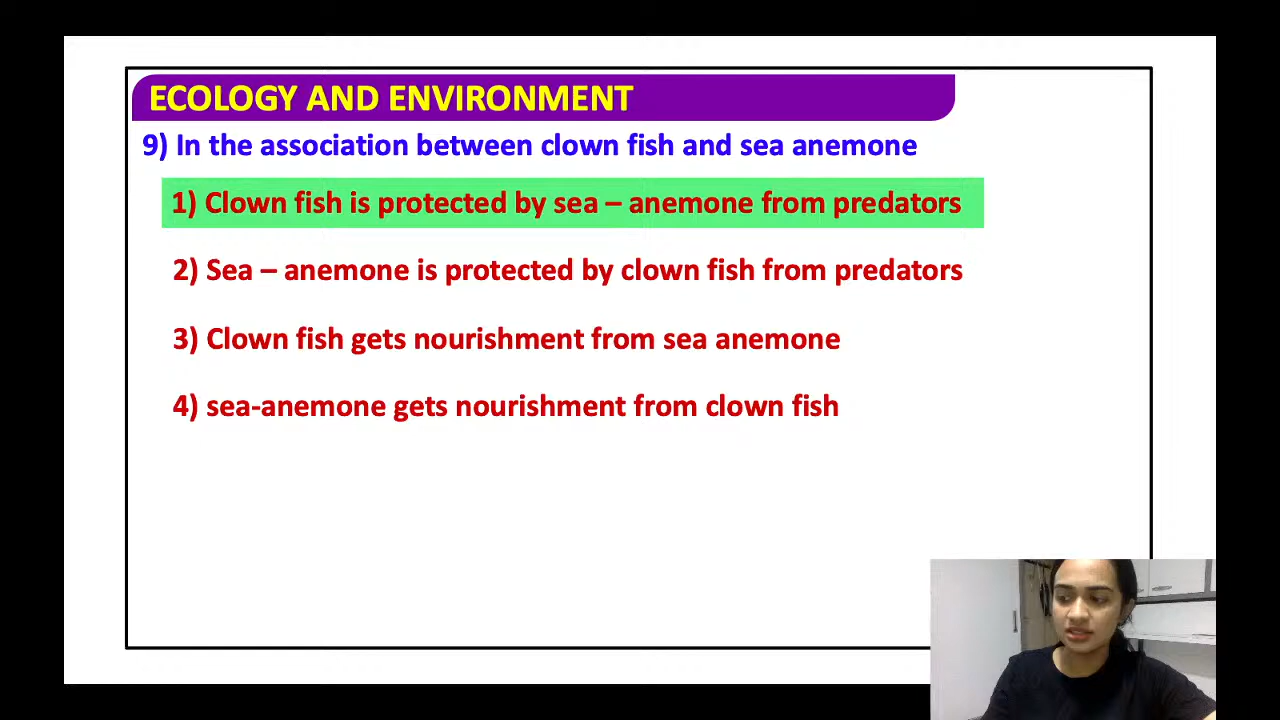 ECOLOGY AND ENVIRONMENT
9) In the association between clown fish and sea anemone
1) Clown fish is protected by sea – anemone from predators
2) Sea – anemone is protected by clown fish from predators
3) Clown fish gets nourishment from sea anemone
4) sea-anemone gets nourishment from clown fish